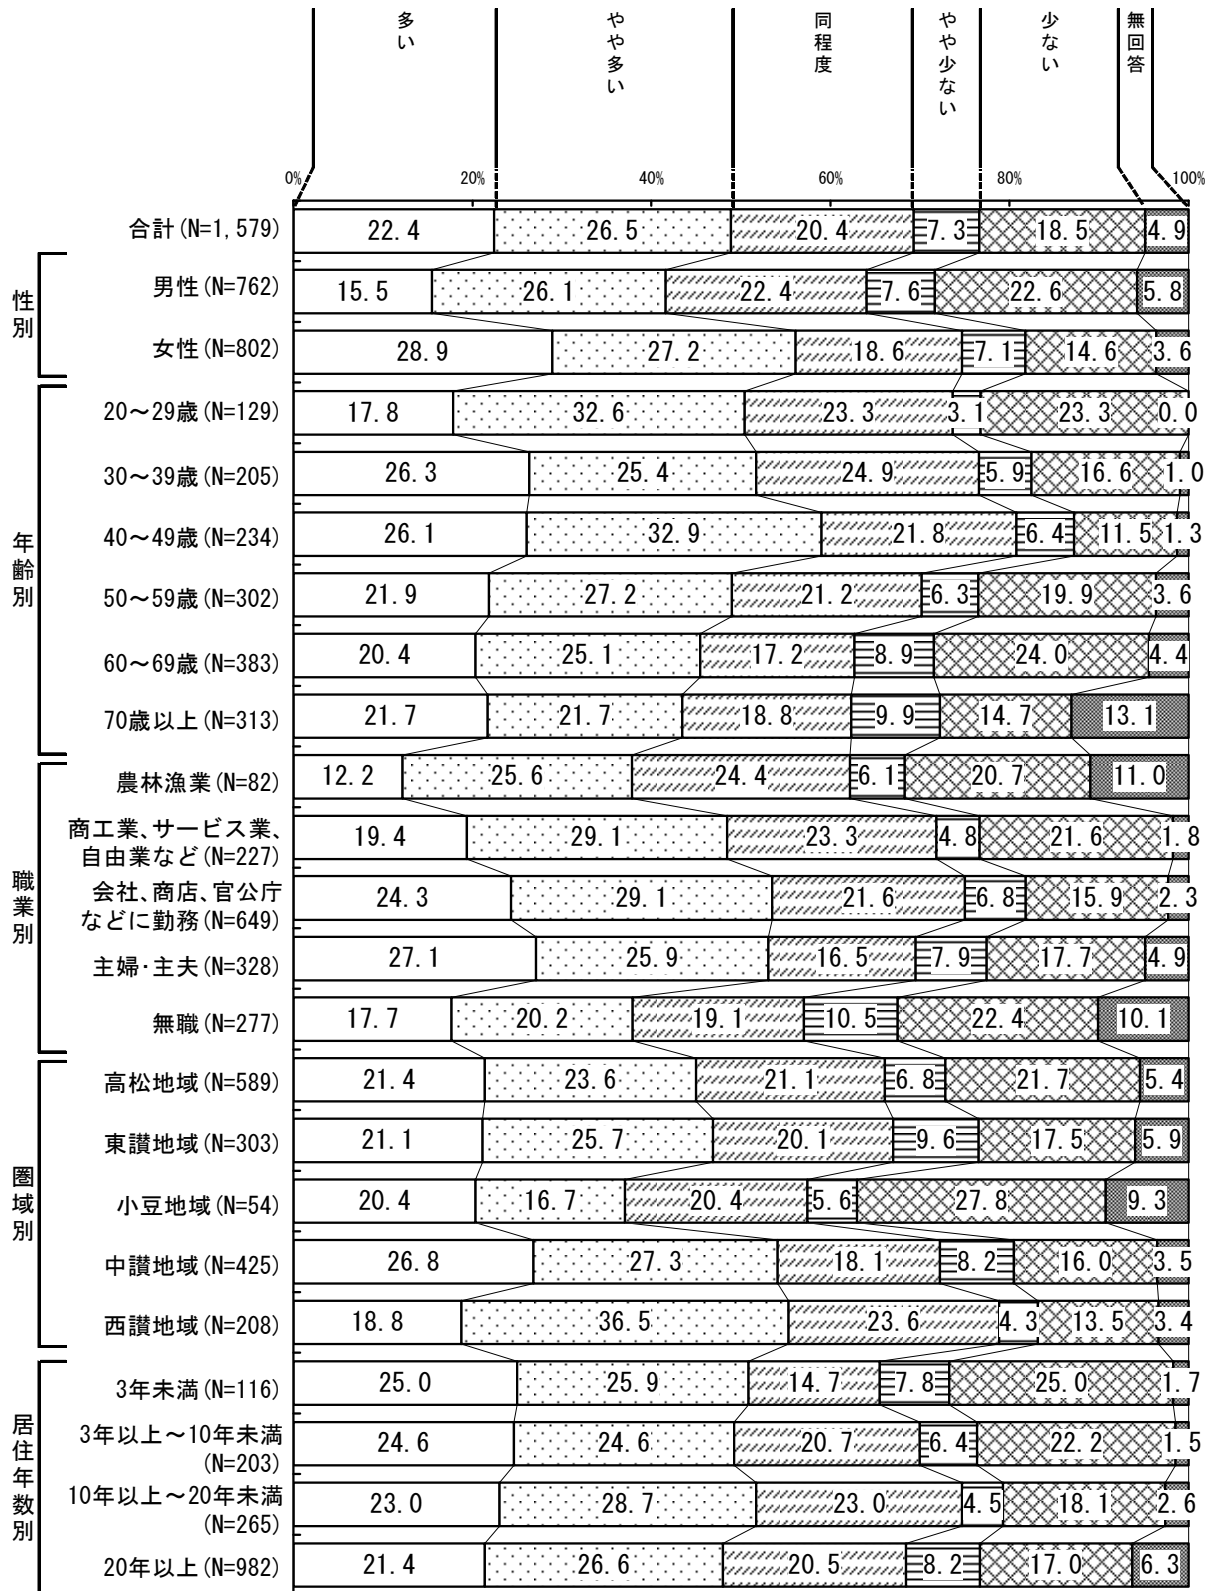 多い
やや多い
同程度
やや少ない
少ない
無回答
0% 20% 40% 60% 80% 100%
合計(N=1,579) 22.4 26.5 20.4 7.3 18.5 4.9
性別
男性(N=762) 15.5 26.1 22.4 7.6 22.6 5.8
女性(N=802) 28.9 27.2 18.6 7.1 14.6 3.6
年齢別
20～29歳(N=129) 17.8 32.6 23.3 3.1 23.3 0.0
30～39歳(N=205) 26.3 25.4 24.9 5.9 16.6 1.0
40～49歳(N=234) 26.1 32.9 21.8 6.4 11.5 1.3
50～59歳(N=302) 21.9 27.2 21.2 6.3 19.9 3.6
60～69歳(N=383) 20.4 25.1 17.2 8.9 24.0 4.4
70歳以上(N=313) 21.7 21.7 18.8 9.9 14.7 13.1
職業別
農林漁業(N=82) 12.2 25.6 24.4 6.1 20.7 11.0
商工業、サービス業、
自由業など(N=227) 19.4 29.1 23.3 4.8 21.6 1.8
会社、商店、官公庁
などに勤務(N=649) 24.3 29.1 21.6 6.8 15.9 2.3
主婦･主夫(N=328) 27.1 25.9 16.5 7.9 17.7 4.9
無職(N=277) 17.7 20.2 19.1 10.5 22.4 10.1
圏域別
高松地域(N=589) 21.4 23.6 21.1 6.8 21.7 5.4
東讃地域(N=303) 21.1 25.7 20.1 9.6 17.5 5.9
小豆地域(N=54) 20.4 16.7 20.4 5.6 27.8 9.3
中讃地域(N=425) 26.8 27.3 18.1 8.2 16.0 3.5
西讃地域(N=208) 18.8 36.5 23.6 4.3 13.5 3.4
居住年数別
3年未満(N=116) 25.0 25.9 14.7 7.8 25.0 1.7
3年以上～10年未満
(N=203) 24.6 24.6 20.7 6.4 22.2 1.5
10年以上～20年未満
(N=265) 23.0 28.7 23.0 4.5 18.1 2.6
20年以上(N=982) 21.4 26.6 20.5 8.2 17.0 6.3